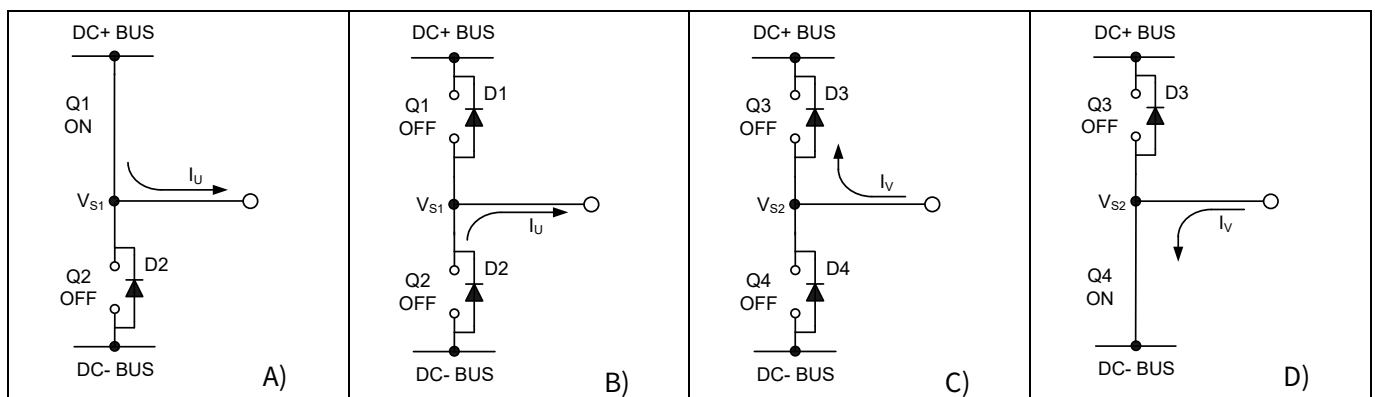 DC+ BUS
Q1
ON
I_U
V_S1
Q2
OFF
D2
DC- BUS
A)
DC+ BUS
Q1
OFF
D1
V_S1
I_U
Q2
OFF
D2
DC- BUS
B)
DC+ BUS
Q3
OFF
D3
I_V
V_S2
Q4
OFF
D4
DC- BUS
C)
DC+ BUS
Q3
OFF
D3
V_S2
I_V
Q4
ON
DC- BUS
D)